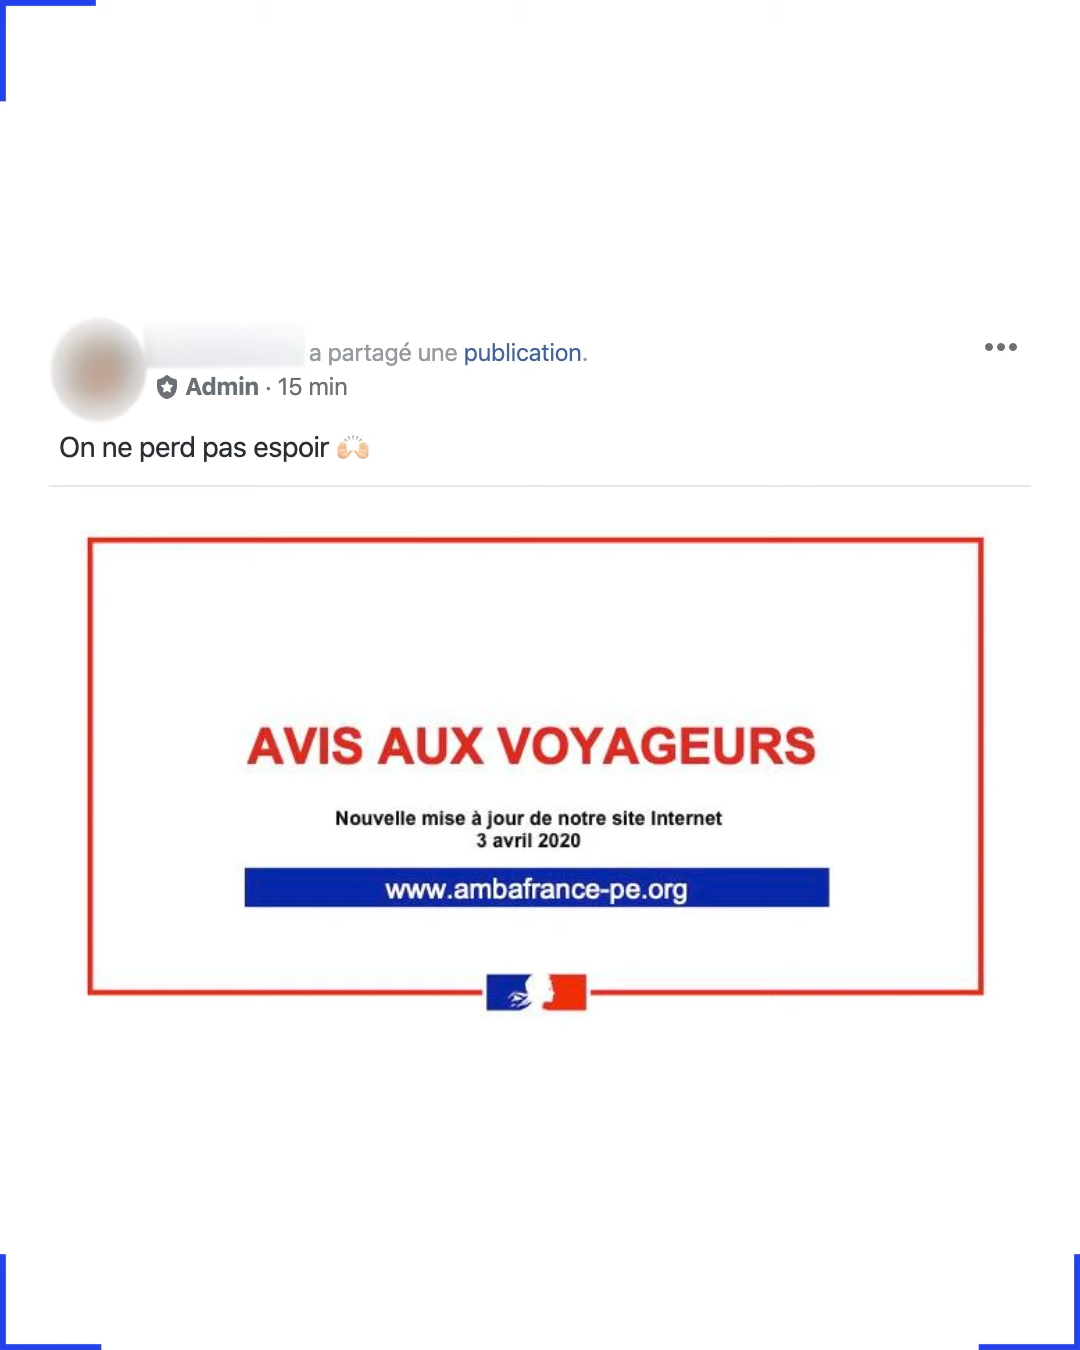 a partagé une publication.
Admin · 15 min
On ne perd pas espoir 🙌🏻
AVIS AUX VOYAGEURS
Nouvelle mise à jour de notre site Internet
3 avril 2020
www.ambafrance-pe.org